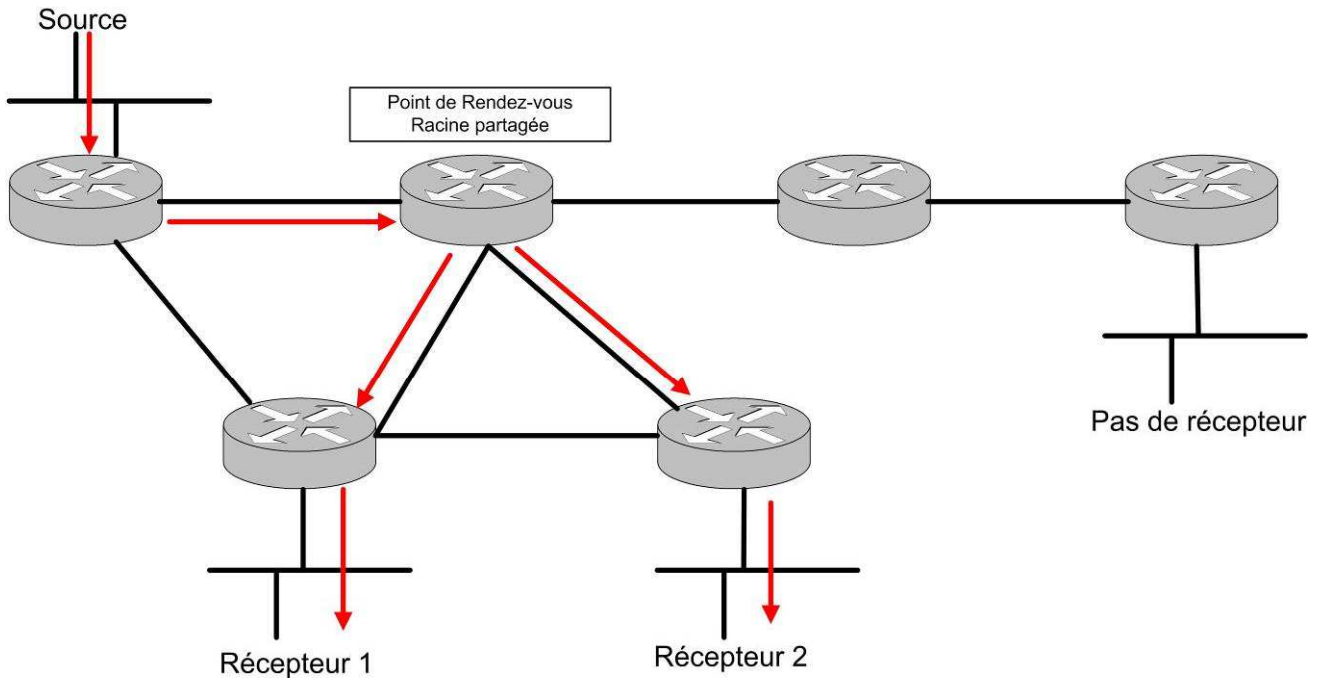 Source
Point de Rendez-vous
Racine partagée
Pas de récepteur
Récepteur 1
Récepteur 2